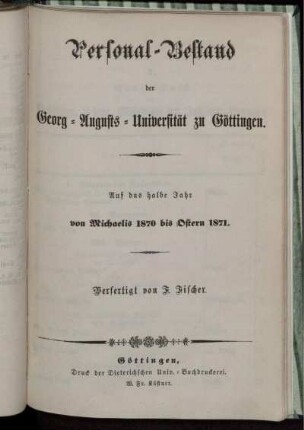 Personal-Bestand
der
Georg-Augusts-Universität zu Göttingen.
Auf das halbe Jahr
von Michaelis 1870 bis Ostern 1871.
Verfertigt von F. Fischer.
Göttingen,
Druck der Dieterichschen Univ.-Buchdruckerei.
W. Fr. Kästner.